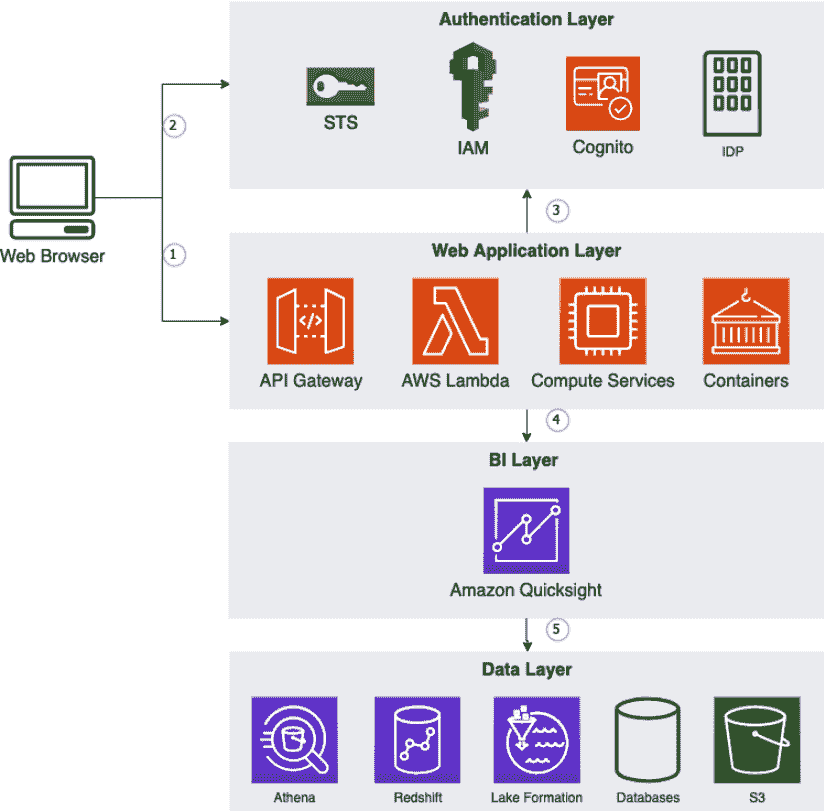 Authentication Layer
STS
IAM
Cognito
IDP
2
3
Web Browser
1
Web Application Layer
</>
API Gateway
AWS Lambda
Compute Services
Containers
4
BI Layer
Amazon Quicksight
5
Data Layer
Athena
Redshift
Lake Formation
Databases
S3